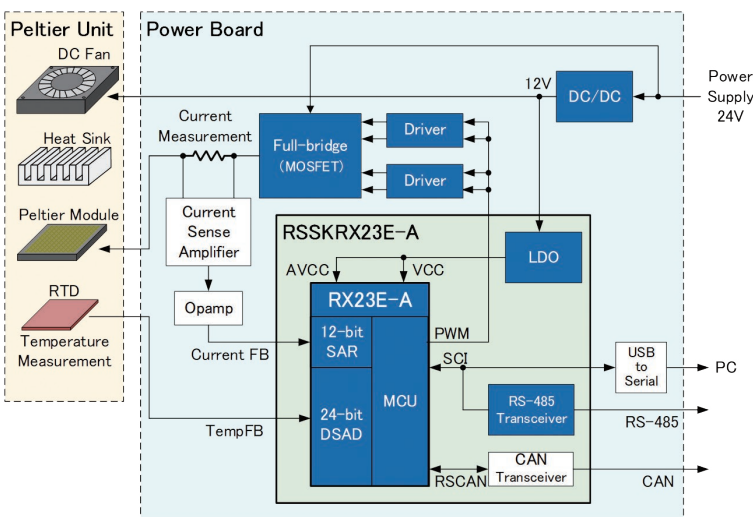 Peltier Unit
DC Fan
Heat Sink
Peltier Module
RTD
Temperature
Measurement
Power Board
Current
Measurement
Current
Sense
Amplifier
Opamp
Current FB
TempFB
Full-bridge
(MOSFET)
Driver
Driver
12V
DC/DC
Power
Supply
24V
RSSKRX23E-A
LDO
AVCC
VCC
RX23E-A
12-bit
SAR
24-bit
DSAD
MCU
PWM
SCI
RSCAN
USB
to
Serial
PC
RS-485
Transceiver
RS-485
CAN
Transceiver
CAN